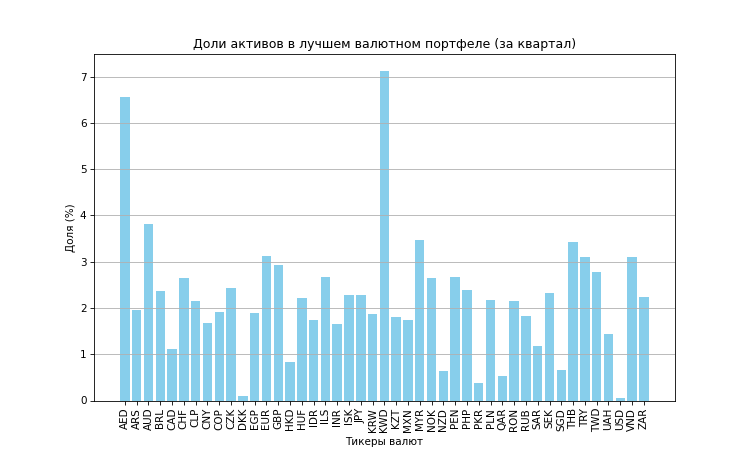 Доли активов в лучшем валютном портфеле (за квартал)
Доля (%)
7
6
5
4
3
2
1
0
AED ARS AUD BRL CAD CHF CLP CNY COP CZK DKK EGP EUR GBP HKD HUF IDR ILS INR ISK JPY KRW KWD KZT MXN MYR NOK NZD PEN PHP PKR PLN QAR RON RUB SAR SEK SGD THB TRY TWD UAH USD VND ZAR
Тикеры валют